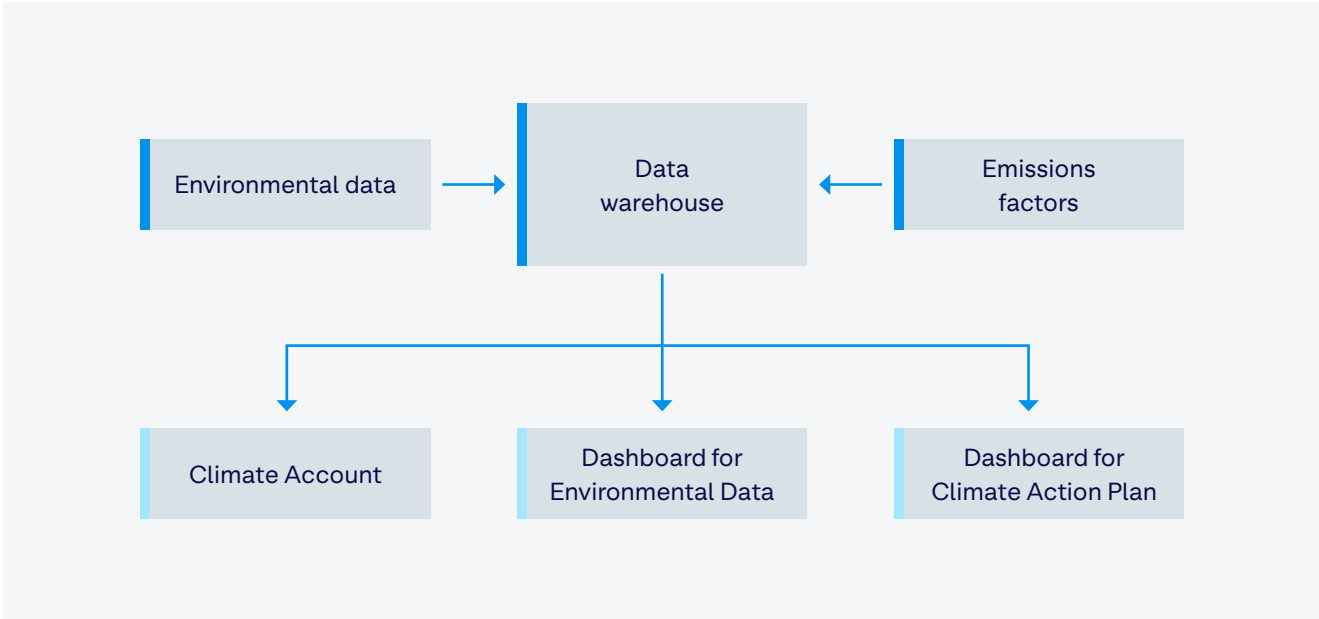 Environmental data
Data
warehouse
Emissions
factors
Climate Account
Dashboard for
Environmental Data
Dashboard for
Climate Action Plan